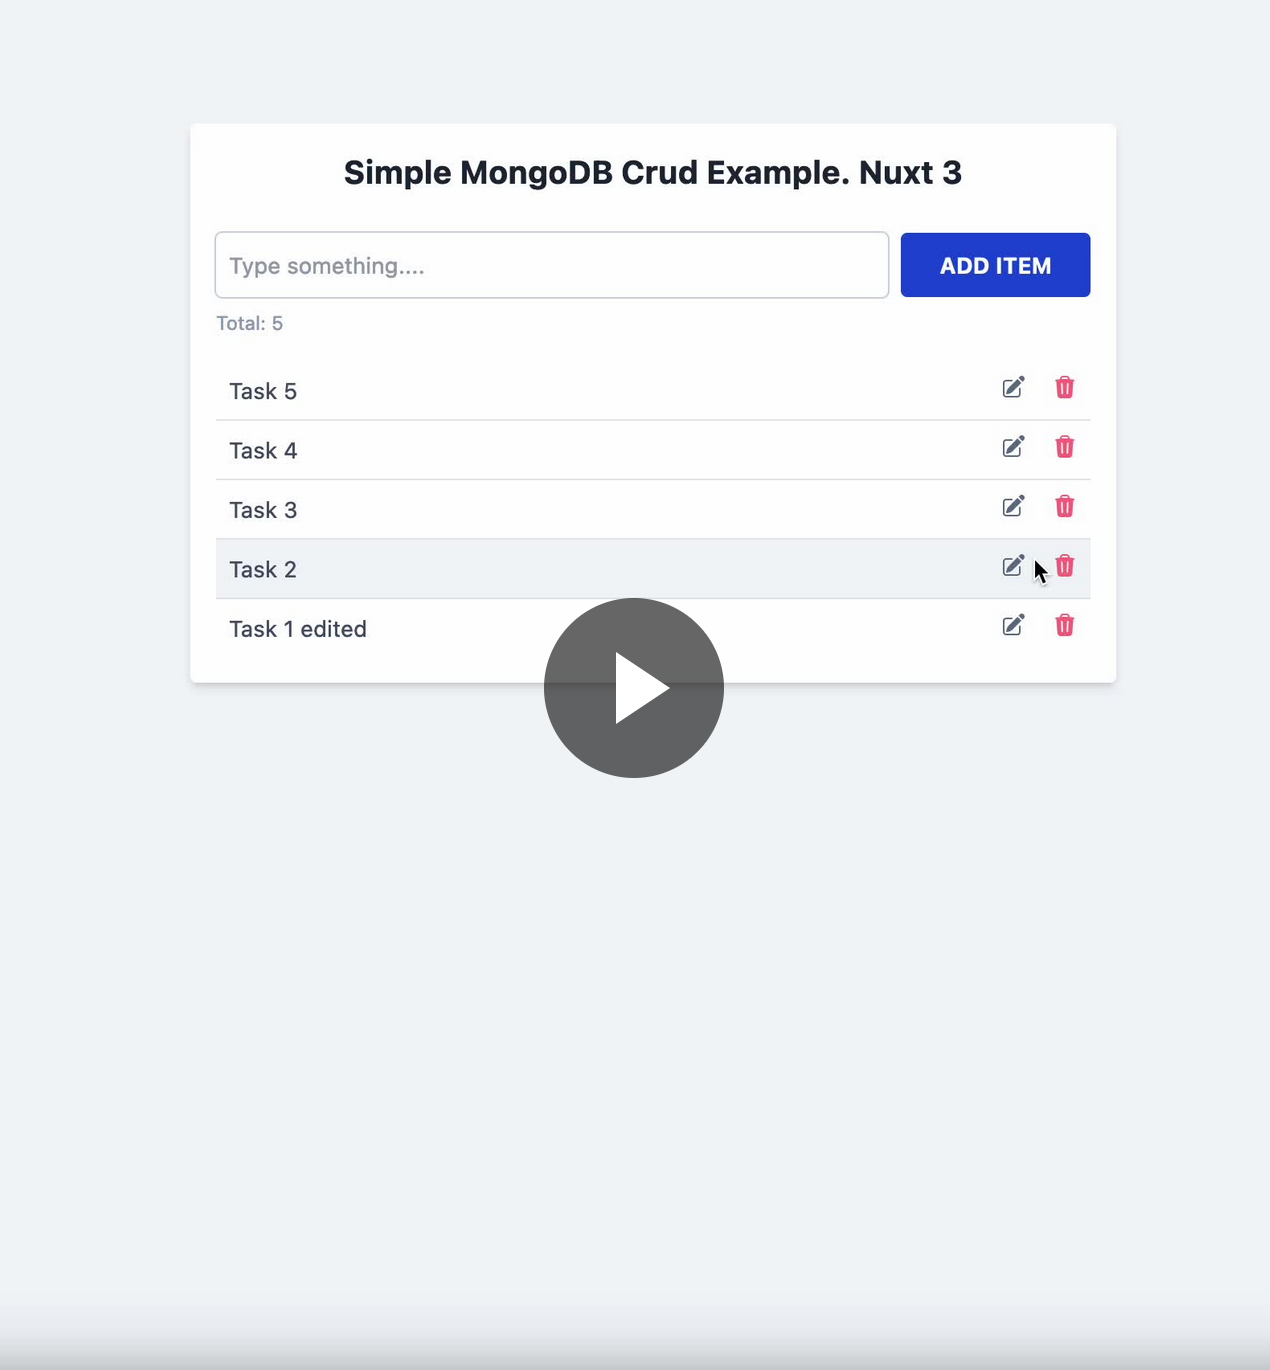 Simple MongoDB Crud Example. Nuxt 3
Type something....
ADD ITEM
Total: 5
Task 5
Task 4
Task 3
Task 2
Task 1 edited